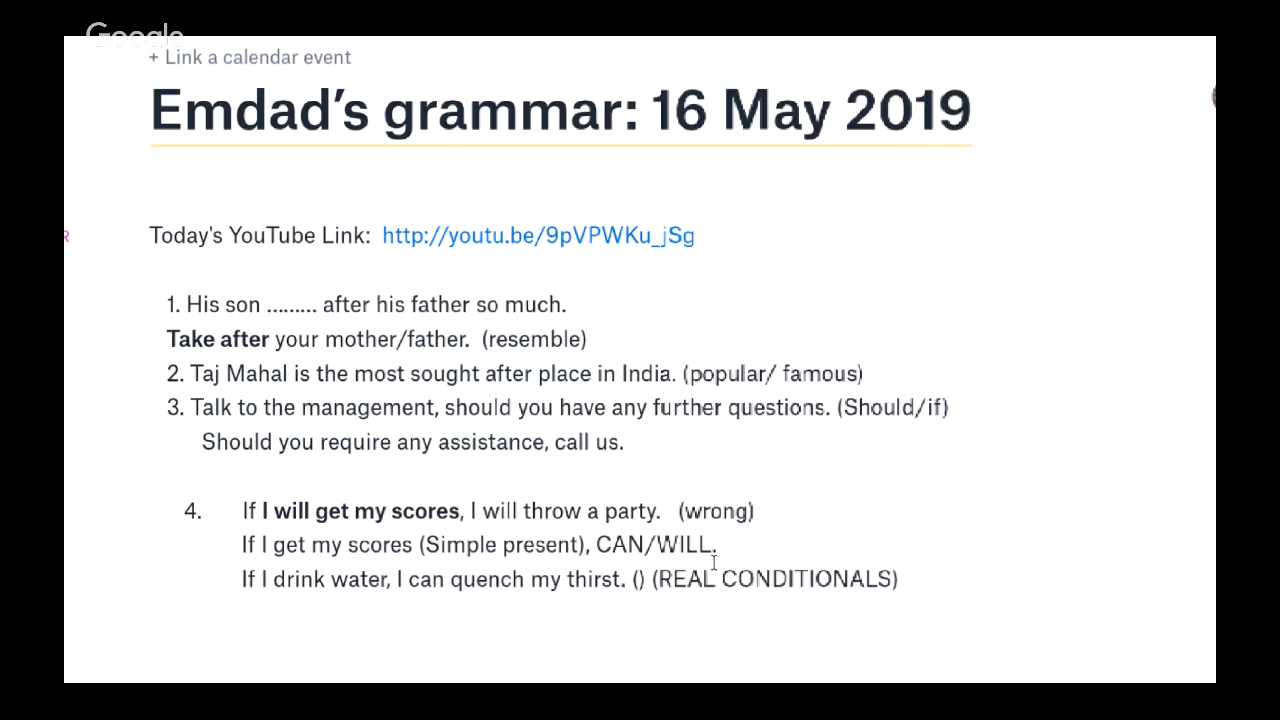 Google
+ Link a calendar event
Emdad's grammar: 16 May 2019
R
Today's YouTube Link: http://youtu.be/9pVPWKu_jSg
1. His son ......... after his father so much.
Take after your mother/father. (resemble)
2. Taj Mahal is the most sought after place in India. (popular/ famous)
3. Talk to the management, should you have any further questions. (Should/if)
Should you require any assistance, call us.
4. If I will get my scores, I will throw a party. (wrong)
If I get my scores (Simple present), CAN/WILL.
If I drink water, I can quench my thirst. () (REAL CONDITIONALS)